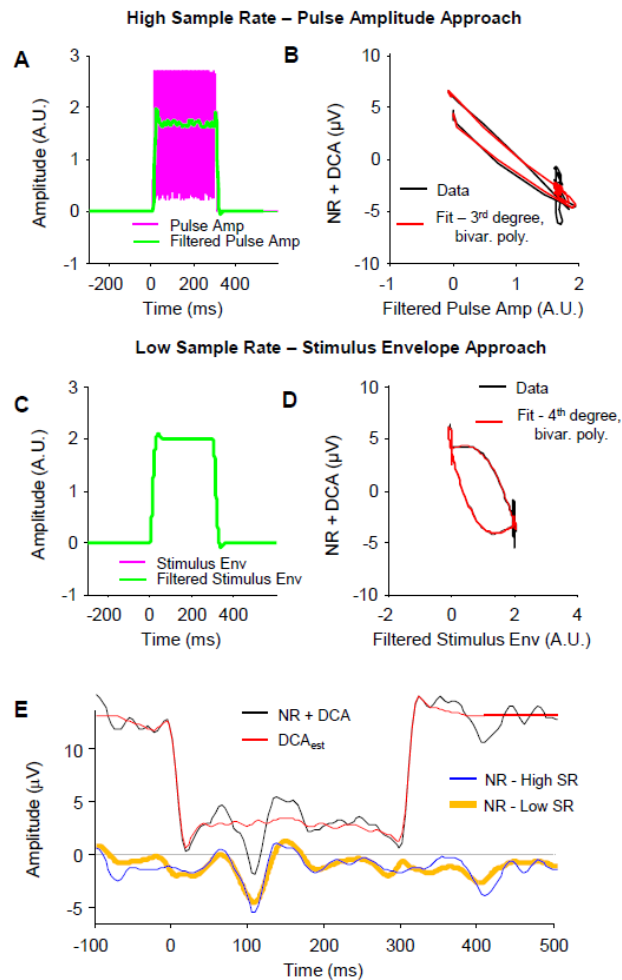 High Sample Rate – Pulse Amplitude Approach
A
B
3
2
1
0
-1
Amplitude (A.U.)
Pulse Amp
Filtered Pulse Amp
-200 0 200 400
Time (ms)
10
5
0
-5
-10
NR + DCA (µV)
Data
Fit – 3rd degree,
bivar. poly.
-1 0 1 2
Filtered Pulse Amp (A.U.)
Low Sample Rate – Stimulus Envelope Approach
C
D
3
2
1
0
-1
Amplitude (A.U.)
Stimulus Env
Filtered Stimulus Env
-200 0 200 400
Time (ms)
10
5
0
-5
-10
NR + DCA (µV)
Data
Fit - 4th degree,
bivar. poly.
-2 0 2 4
Filtered Stimulus Env (A.U.)
E
10
5
0
-5
Amplitude (µV)
NR + DCA
DCAest
NR - High SR
NR - Low SR
-100 0 100 200 300 400 500
Time (ms)